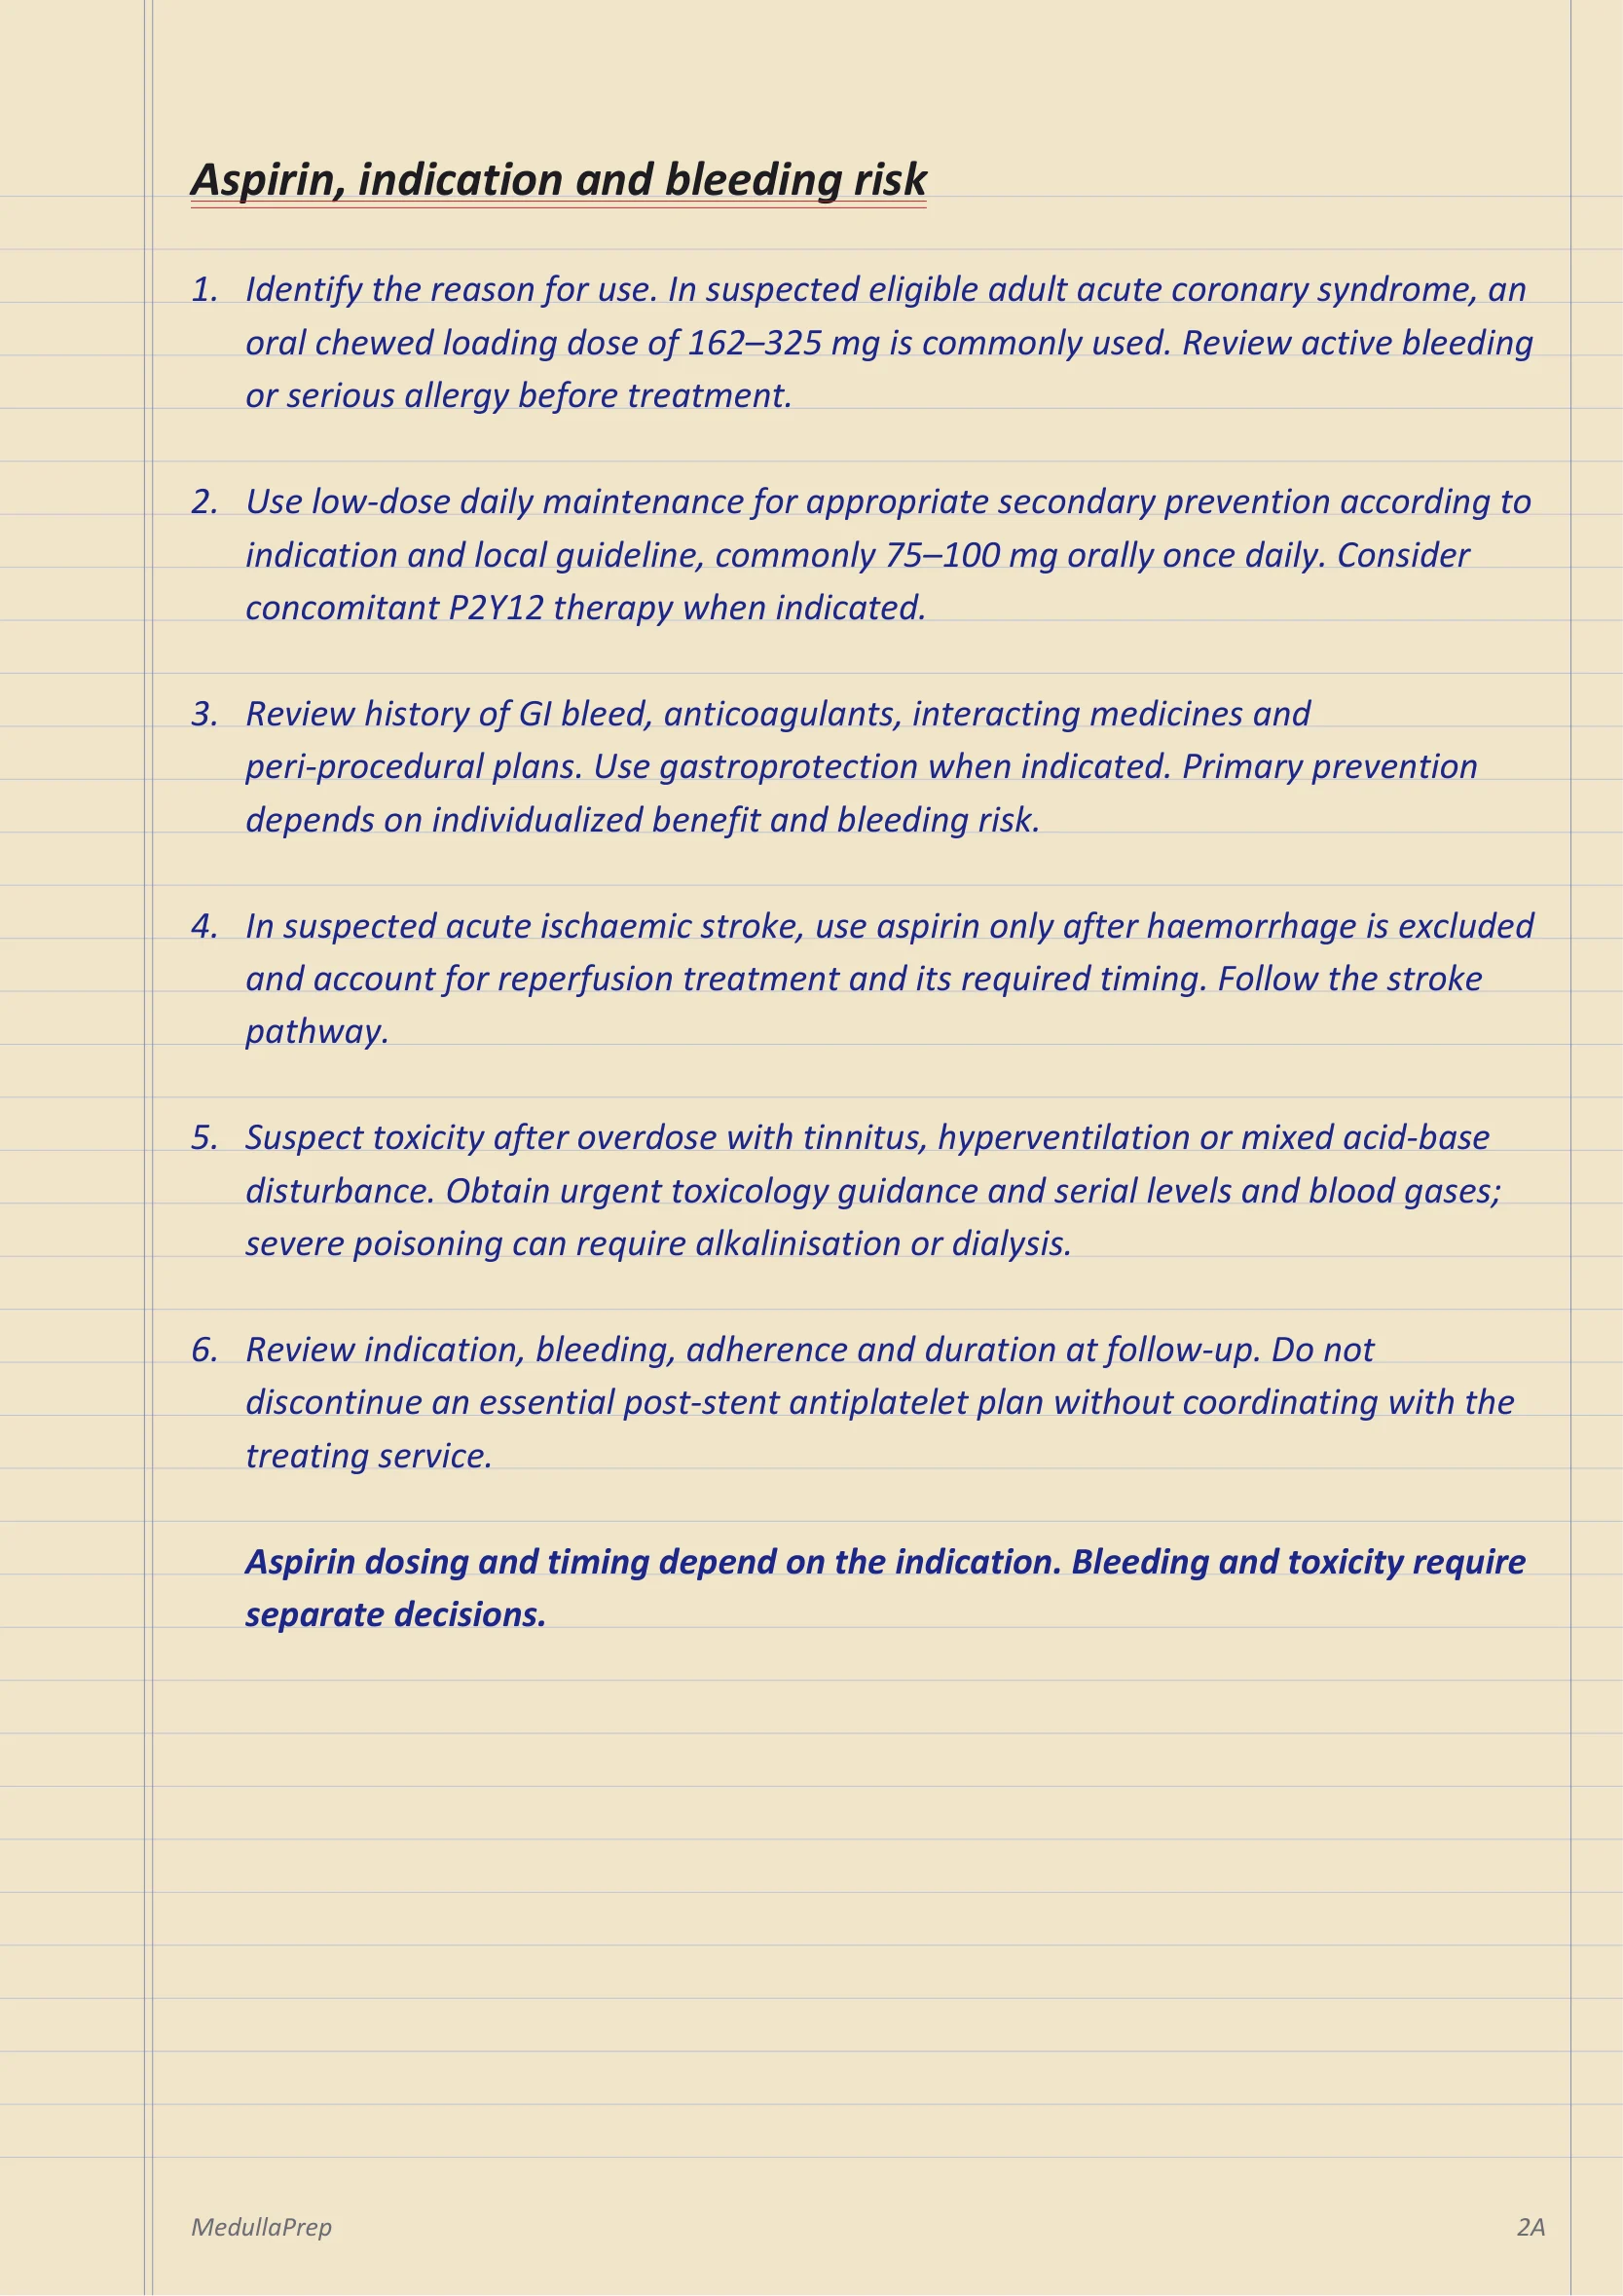 Aspirin, indication and bleeding risk
1. Identify the reason for use. In suspected eligible adult acute coronary syndrome, an
oral chewed loading dose of 162–325 mg is commonly used. Review active bleeding
or serious allergy before treatment.
2. Use low-dose daily maintenance for appropriate secondary prevention according to
indication and local guideline, commonly 75–100 mg orally once daily. Consider
concomitant P2Y12 therapy when indicated.
3. Review history of GI bleed, anticoagulants, interacting medicines and
peri-procedural plans. Use gastroprotection when indicated. Primary prevention
depends on individualized benefit and bleeding risk.
4. In suspected acute ischaemic stroke, use aspirin only after haemorrhage is excluded
and account for reperfusion treatment and its required timing. Follow the stroke
pathway.
5. Suspect toxicity after overdose with tinnitus, hyperventilation or mixed acid-base
disturbance. Obtain urgent toxicology guidance and serial levels and blood gases;
severe poisoning can require alkalinisation or dialysis.
6. Review indication, bleeding, adherence and duration at follow-up. Do not
discontinue an essential post-stent antiplatelet plan without coordinating with the
treating service.
Aspirin dosing and timing depend on the indication. Bleeding and toxicity require
separate decisions.
MedullaPrep
2A